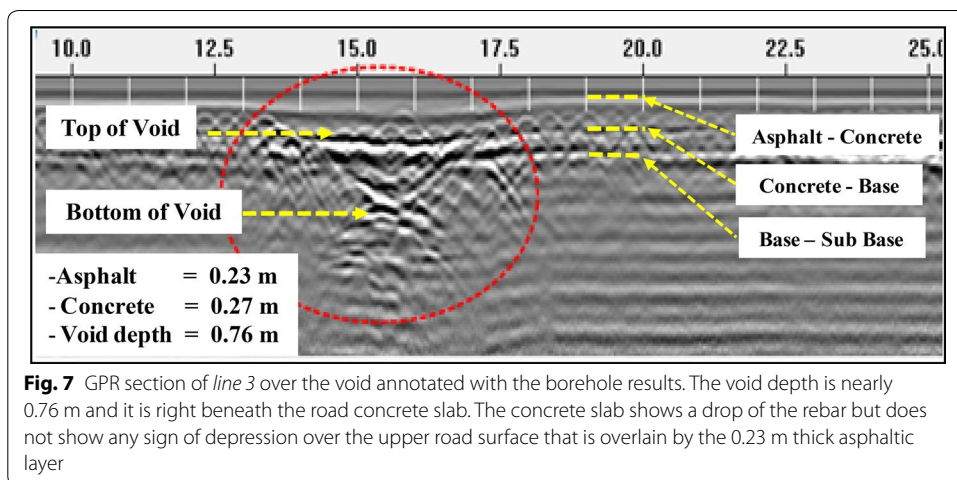 10.0 12.5 15.0 17.5 20.0 22.5 25.0
Top of Void
Asphalt - Concrete
Concrete - Base
Bottom of Void
Base – Sub Base
-Asphalt = 0.23 m
- Concrete = 0.27 m
- Void depth = 0.76 m
Fig. 7 GPR section of line 3 over the void annotated with the borehole results. The void depth is nearly
0.76 m and it is right beneath the road concrete slab. The concrete slab shows a drop of the rebar but does
not show any sign of depression over the upper road surface that is overlain by the 0.23 m thick asphaltic
layer